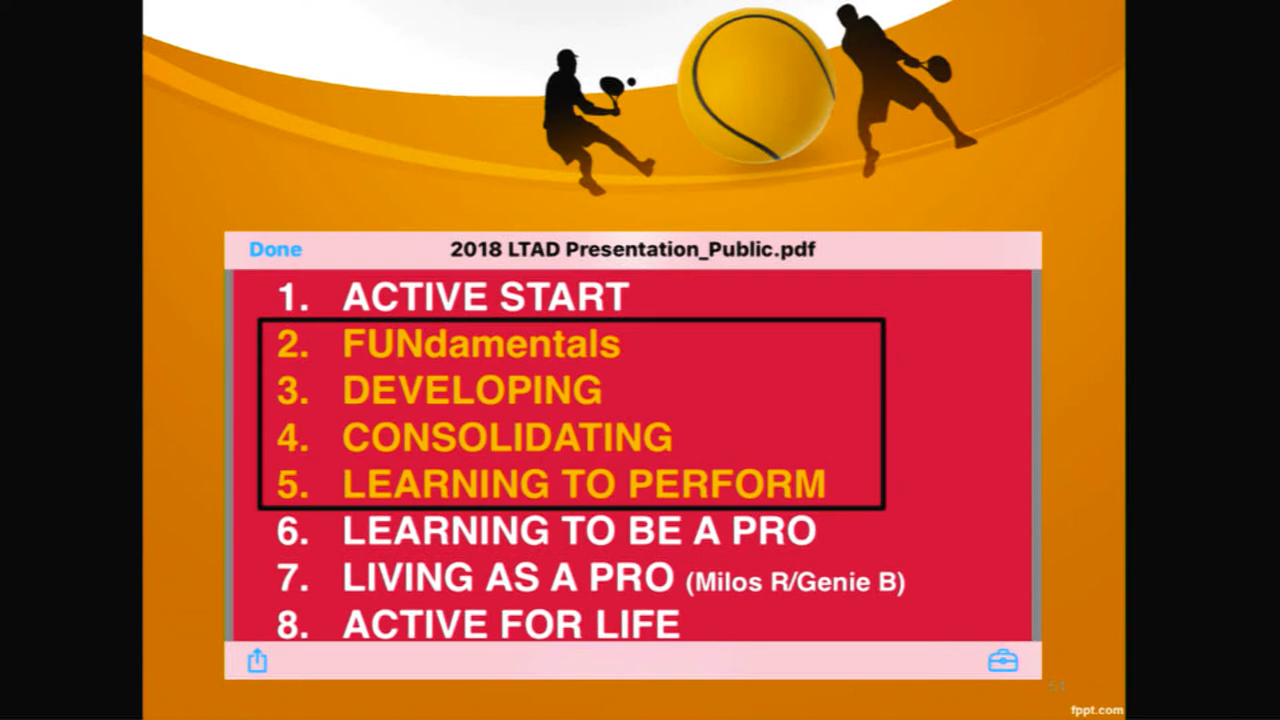 Done 2018 LTAD Presentation_Public.pdf
1. ACTIVE START
2. FUNdamentals
3. DEVELOPING
4. CONSOLIDATING
5. LEARNING TO PERFORM
6. LEARNING TO BE A PRO
7. LIVING AS A PRO (Milos R/Genie B)
8. ACTIVE FOR LIFE
fppt.com